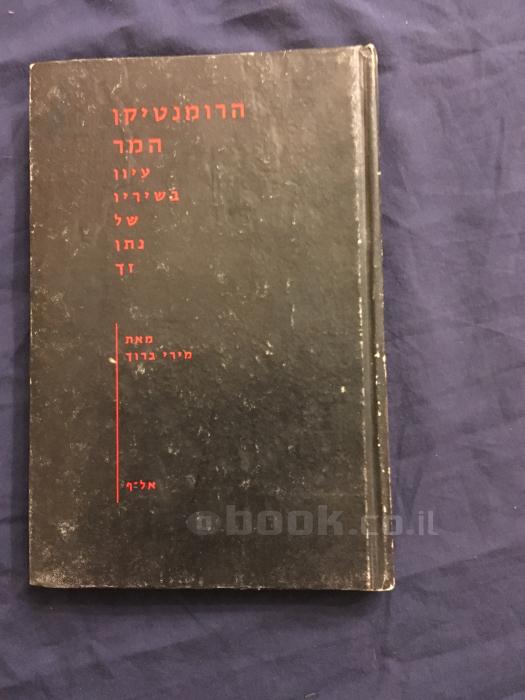 הרומנטיקן
המר
עיון
בשיריו
של
נתן
זך
מאת
מירי ברוך
אל״ף
ebook.co.il